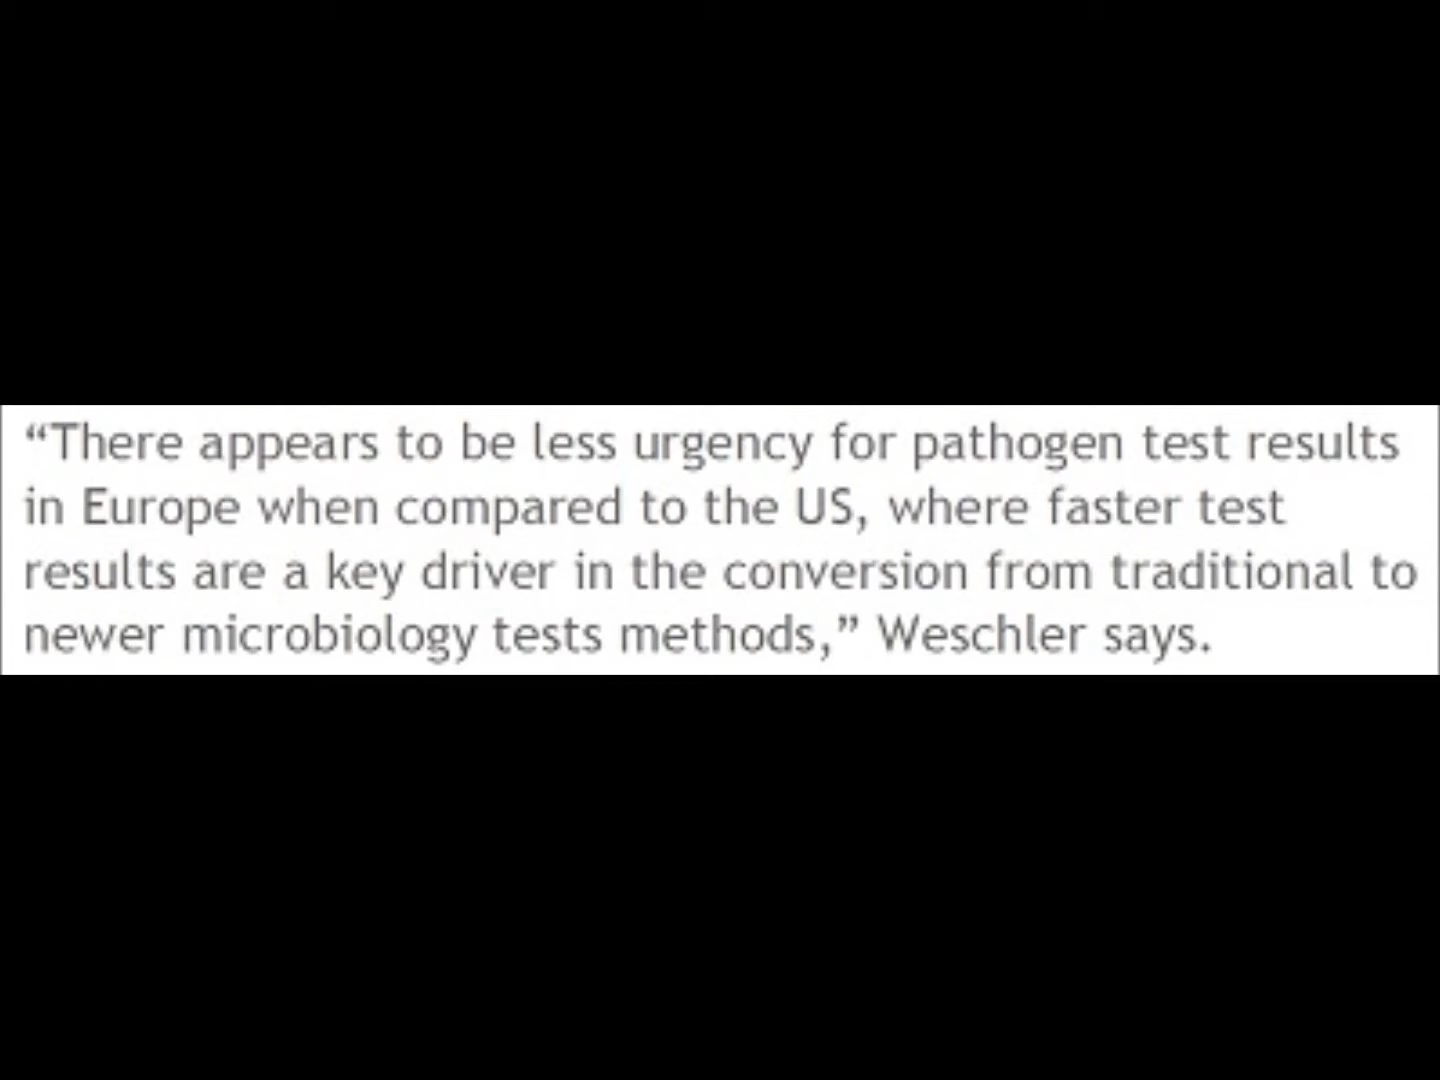 “There appears to be less urgency for pathogen test results
in Europe when compared to the US, where faster test
results are a key driver in the conversion from traditional to
newer microbiology tests methods,” Weschler says.